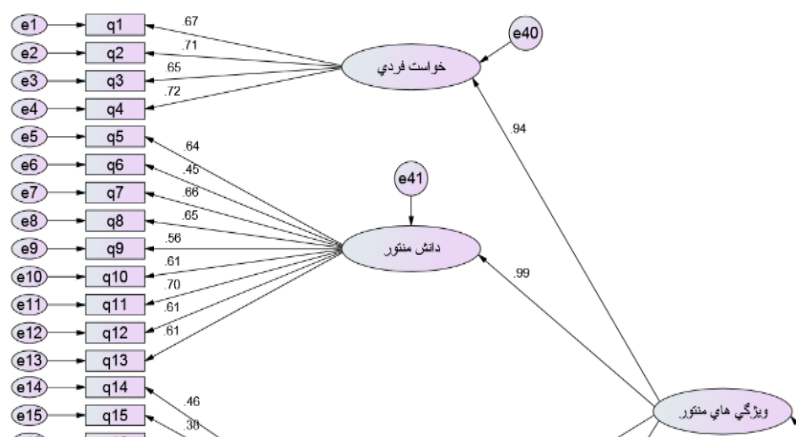 e1 q1 .67
e40
e2 q2 .71
خواست فردي
e3 q3 .65
e4 q4 .72
.94
e5 q5 .64
e6 q6 .45
e41
e7 q7 .66
e8 q8 .65
e9 q9 .56
دانش منتور
e10 q10 .61
.99
e11 q11 .70
e12 q12 .61
e13 q13 .61
e14 q14 .46
ويژگي هاي منتور
e15 q15 .38